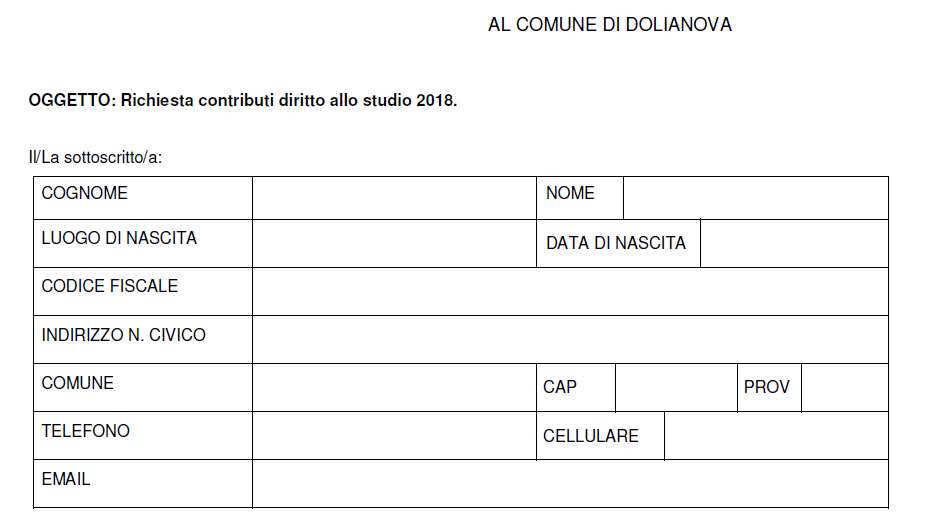 AL COMUNE DI DOLIANOVA
OGGETTO: Richiesta contributi diritto allo studio 2018.
Il/La sottoscritto/a:
COGNOME NOME
LUOGO DI NASCITA DATA DI NASCITA
CODICE FISCALE
INDIRIZZO N. CIVICO
COMUNE CAP PROV
TELEFONO CELLULARE
EMAIL